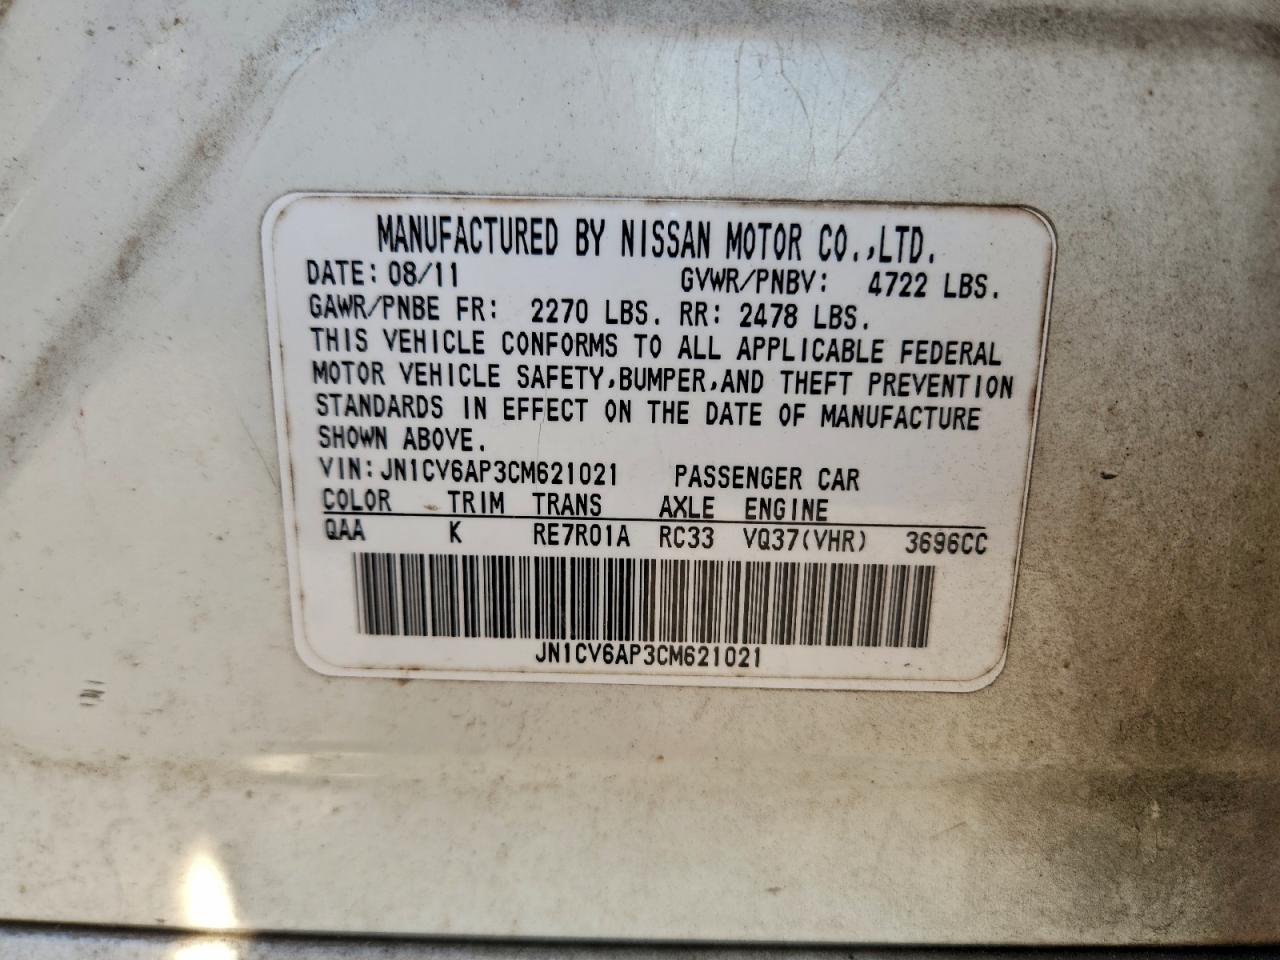 MANUFACTURED BY NISSAN MOTOR CO.,LTD.
DATE: 08/11 GVWR/PNBV: 4722 LBS.
GAWR/PNBE FR: 2270 LBS. RR: 2478 LBS.
THIS VEHICLE CONFORMS TO ALL APPLICABLE FEDERAL
MOTOR VEHICLE SAFETY,BUMPER,AND THEFT PREVENTION
STANDARDS IN EFFECT ON THE DATE OF MANUFACTURE
SHOWN ABOVE.
VIN: JN1CV6AP3CM621021 PASSENGER CAR
COLOR TRIM TRANS AXLE ENGINE
QAA K RE7R01A RC33 VQ37(VHR) 3696CC
JN1CV6AP3CM621021